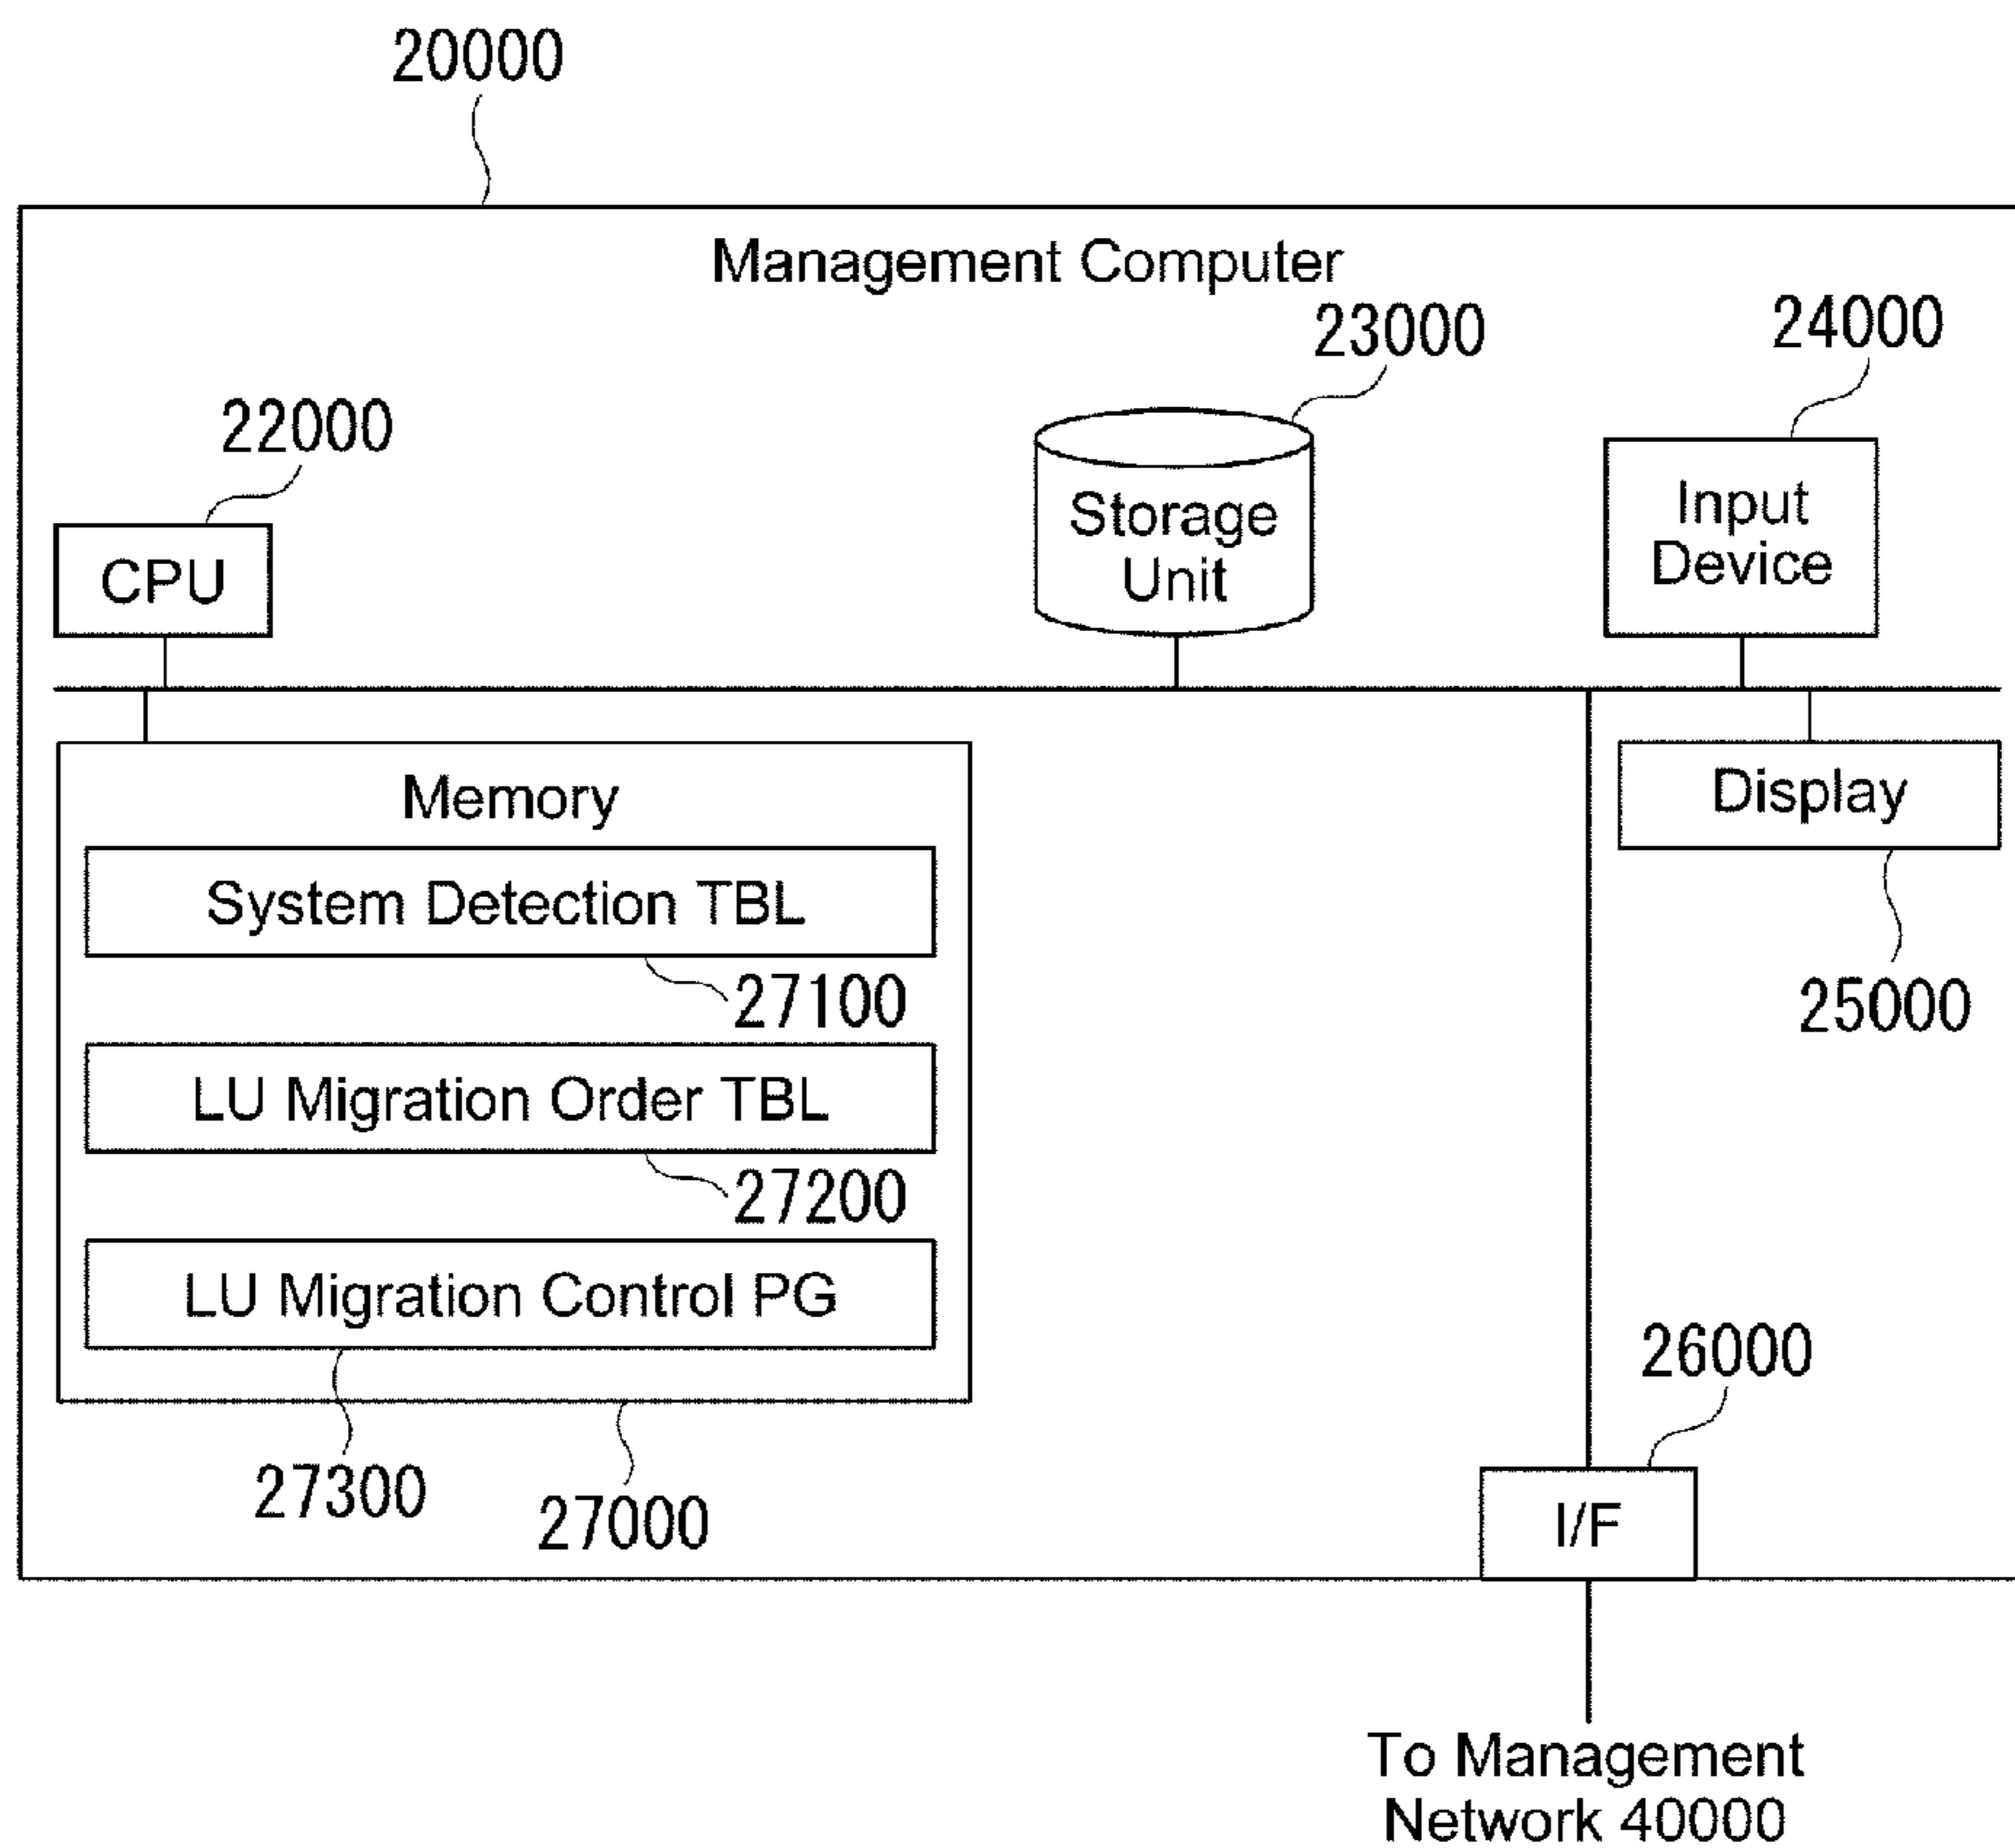 20000
Management Computer
23000
24000
22000
Storage
Unit
Input
Device
CPU
Memory
Display
System Detection TBL
27100
25000
LU Migration Order TBL
27200
LU Migration Control PG
26000
27300
27000
I/F
To Management
Network 40000